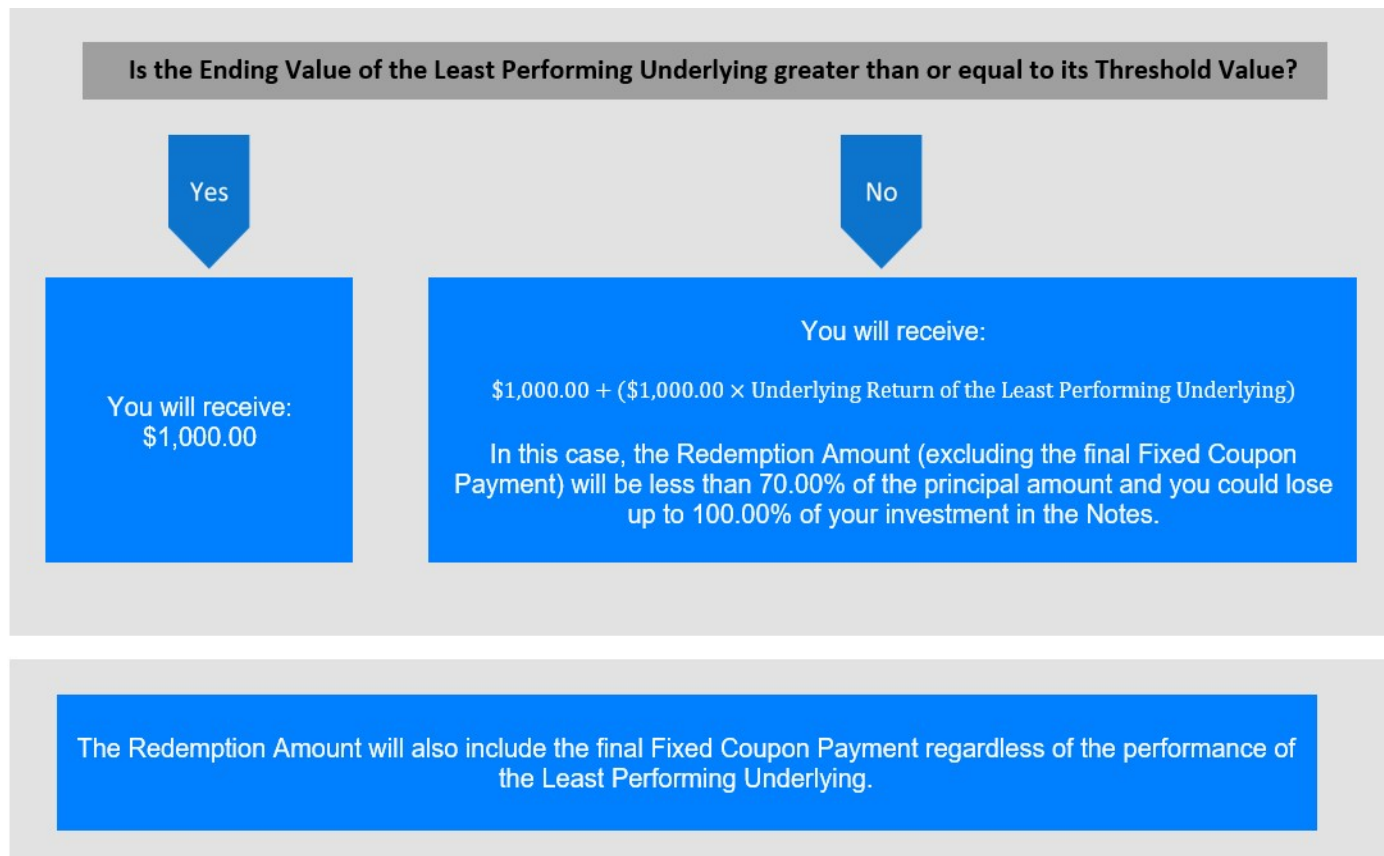 Is the Ending Value of the Least Performing Underlying greater than or equal to its Threshold Value?
Yes
No
You will receive:
$1,000.00
You will receive:
$1,000.00 + ($1,000.00 × Underlying Return of the Least Performing Underlying)
In this case, the Redemption Amount (excluding the final Fixed Coupon
Payment) will be less than 70.00% of the principal amount and you could lose
up to 100.00% of your investment in the Notes.
The Redemption Amount will also include the final Fixed Coupon Payment regardless of the performance of
the Least Performing Underlying.